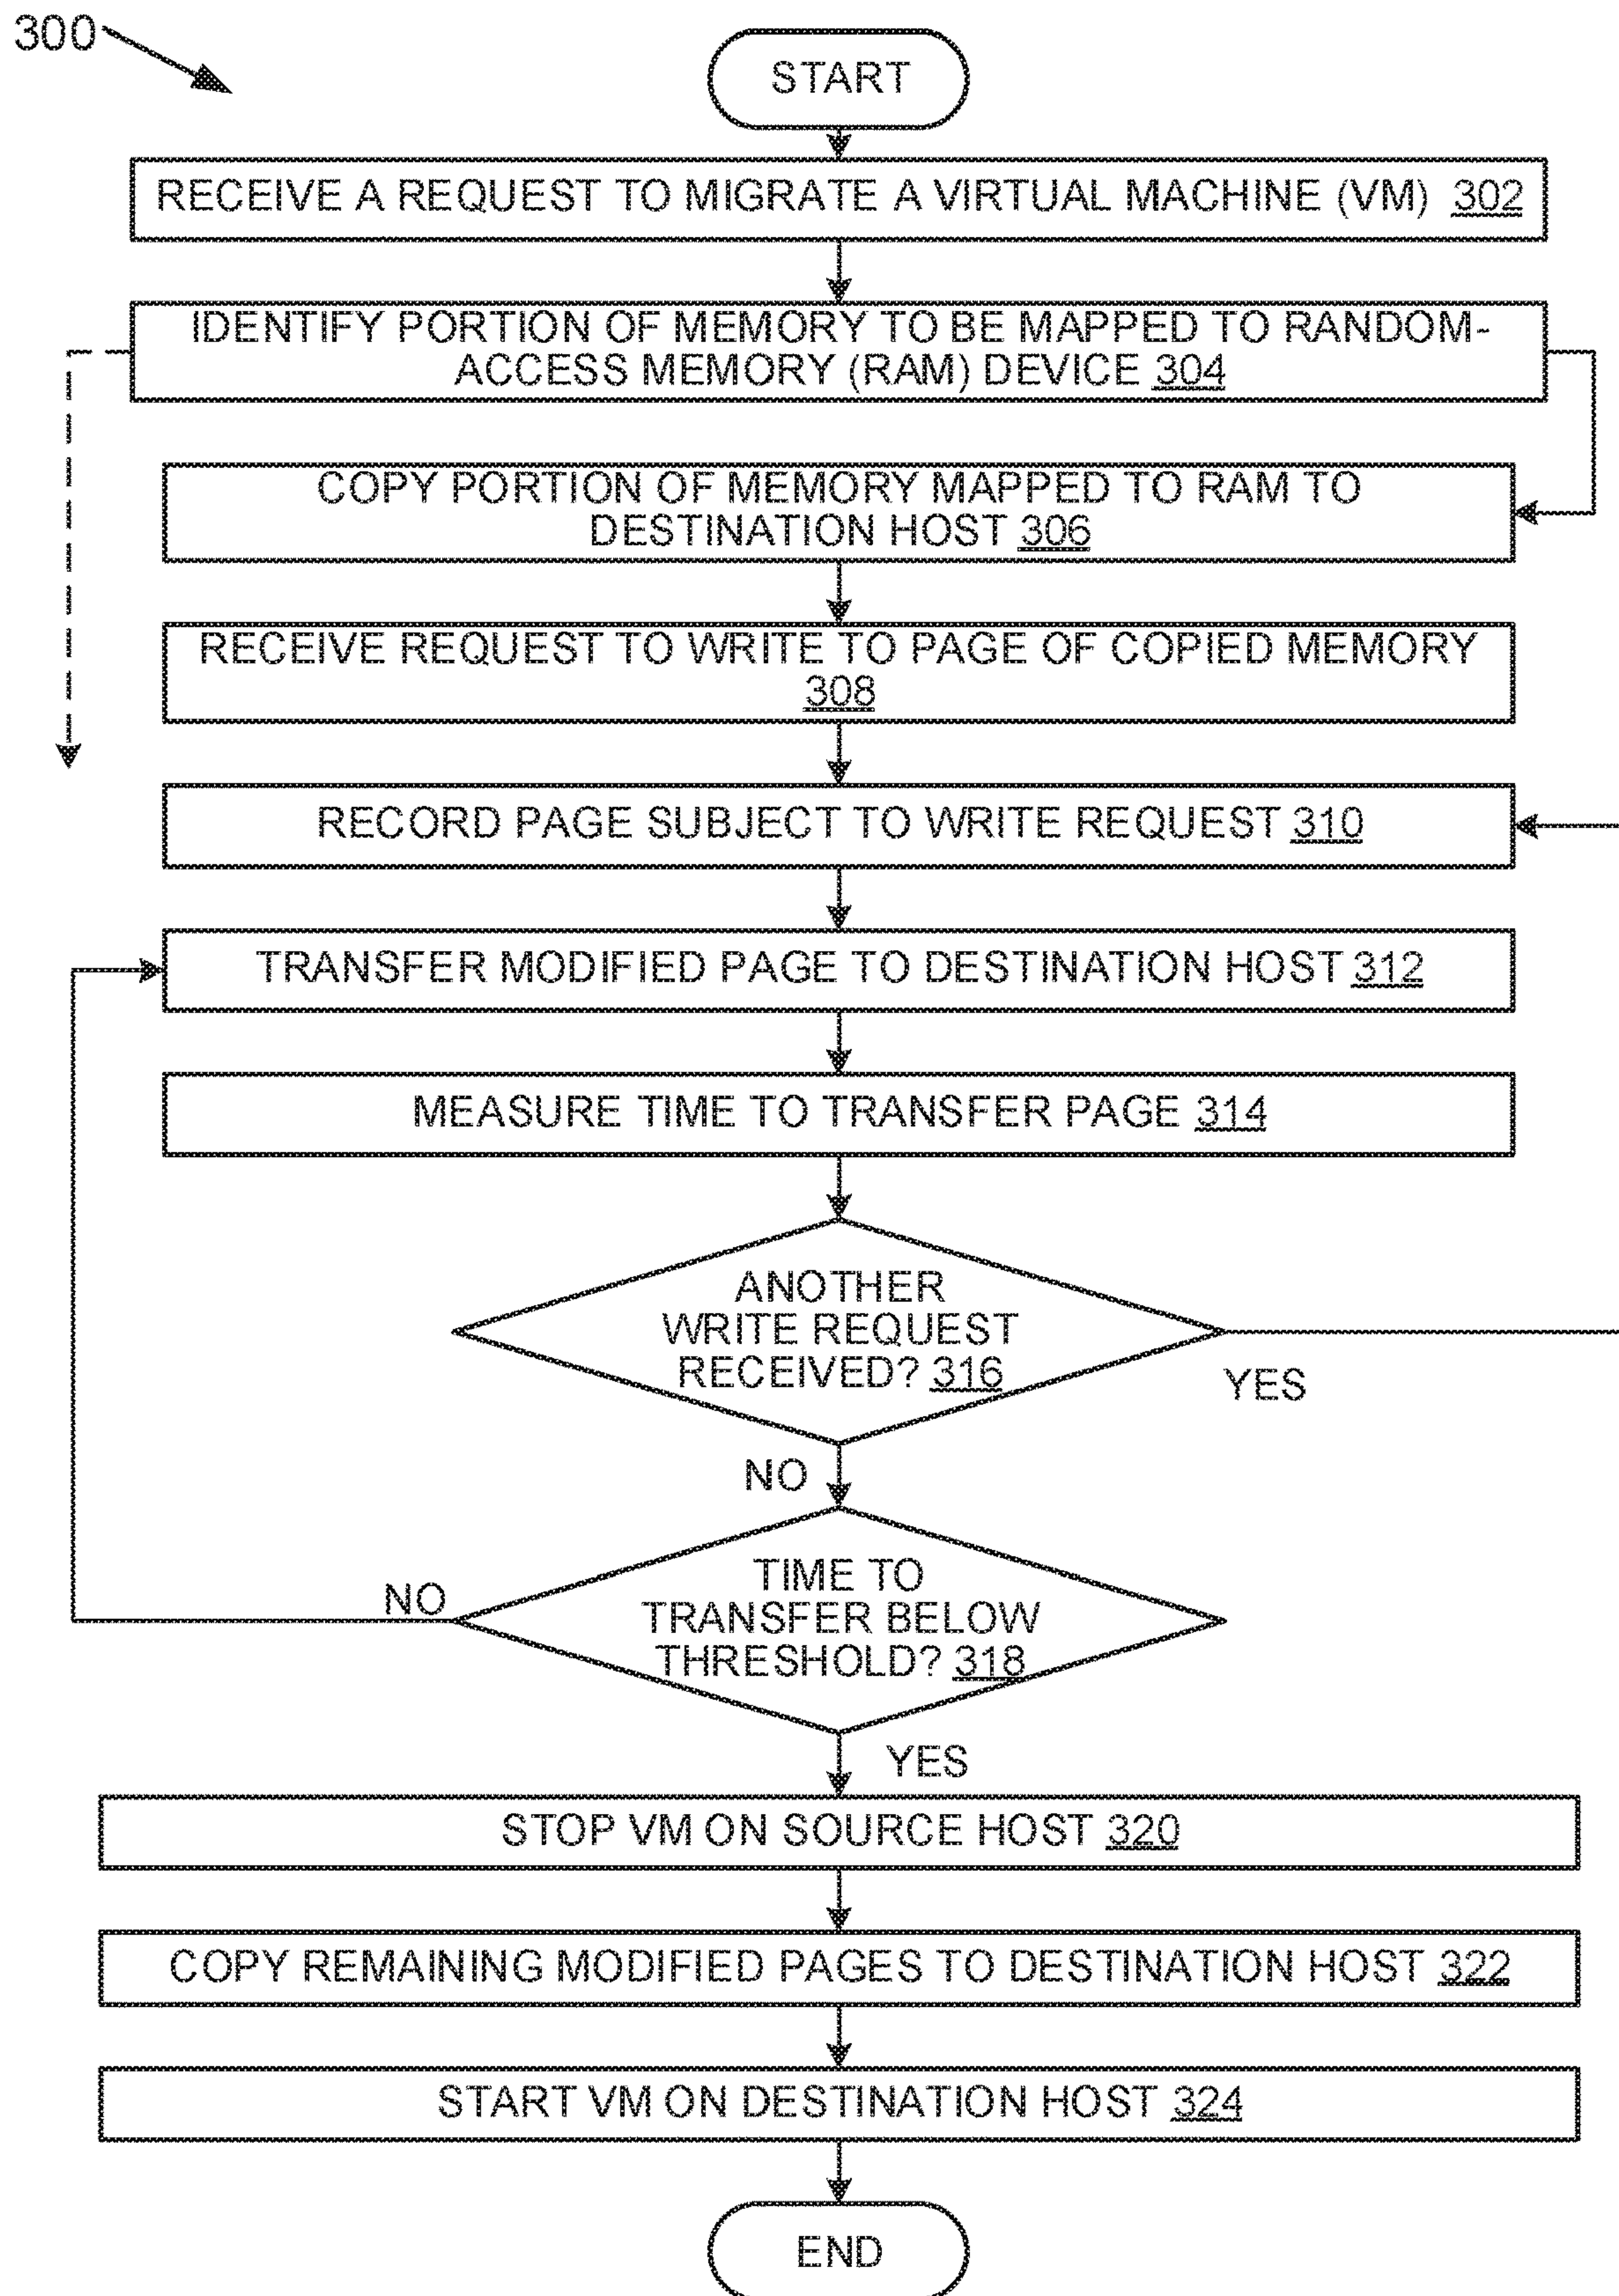 300
START
RECEIVE A REQUEST TO MIGRATE A VIRTUAL MACHINE (VM) 302
IDENTIFY PORTION OF MEMORY TO BE MAPPED TO RANDOM-
ACCESS MEMORY (RAM) DEVICE 304
COPY PORTION OF MEMORY MAPPED TO RAM TO
DESTINATION HOST 306
RECEIVE REQUEST TO WRITE TO PAGE OF COPIED MEMORY
308
RECORD PAGE SUBJECT TO WRITE REQUEST 310
TRANSFER MODIFIED PAGE TO DESTINATION HOST 312
MEASURE TIME TO TRANSFER PAGE 314
ANOTHER
WRITE REQUEST
RECEIVED? 316
YES
NO
TIME TO
TRANSFER BELOW
THRESHOLD? 318
NO
YES
STOP VM ON SOURCE HOST 320
COPY REMAINING MODIFIED PAGES TO DESTINATION HOST 322
START VM ON DESTINATION HOST 324
END